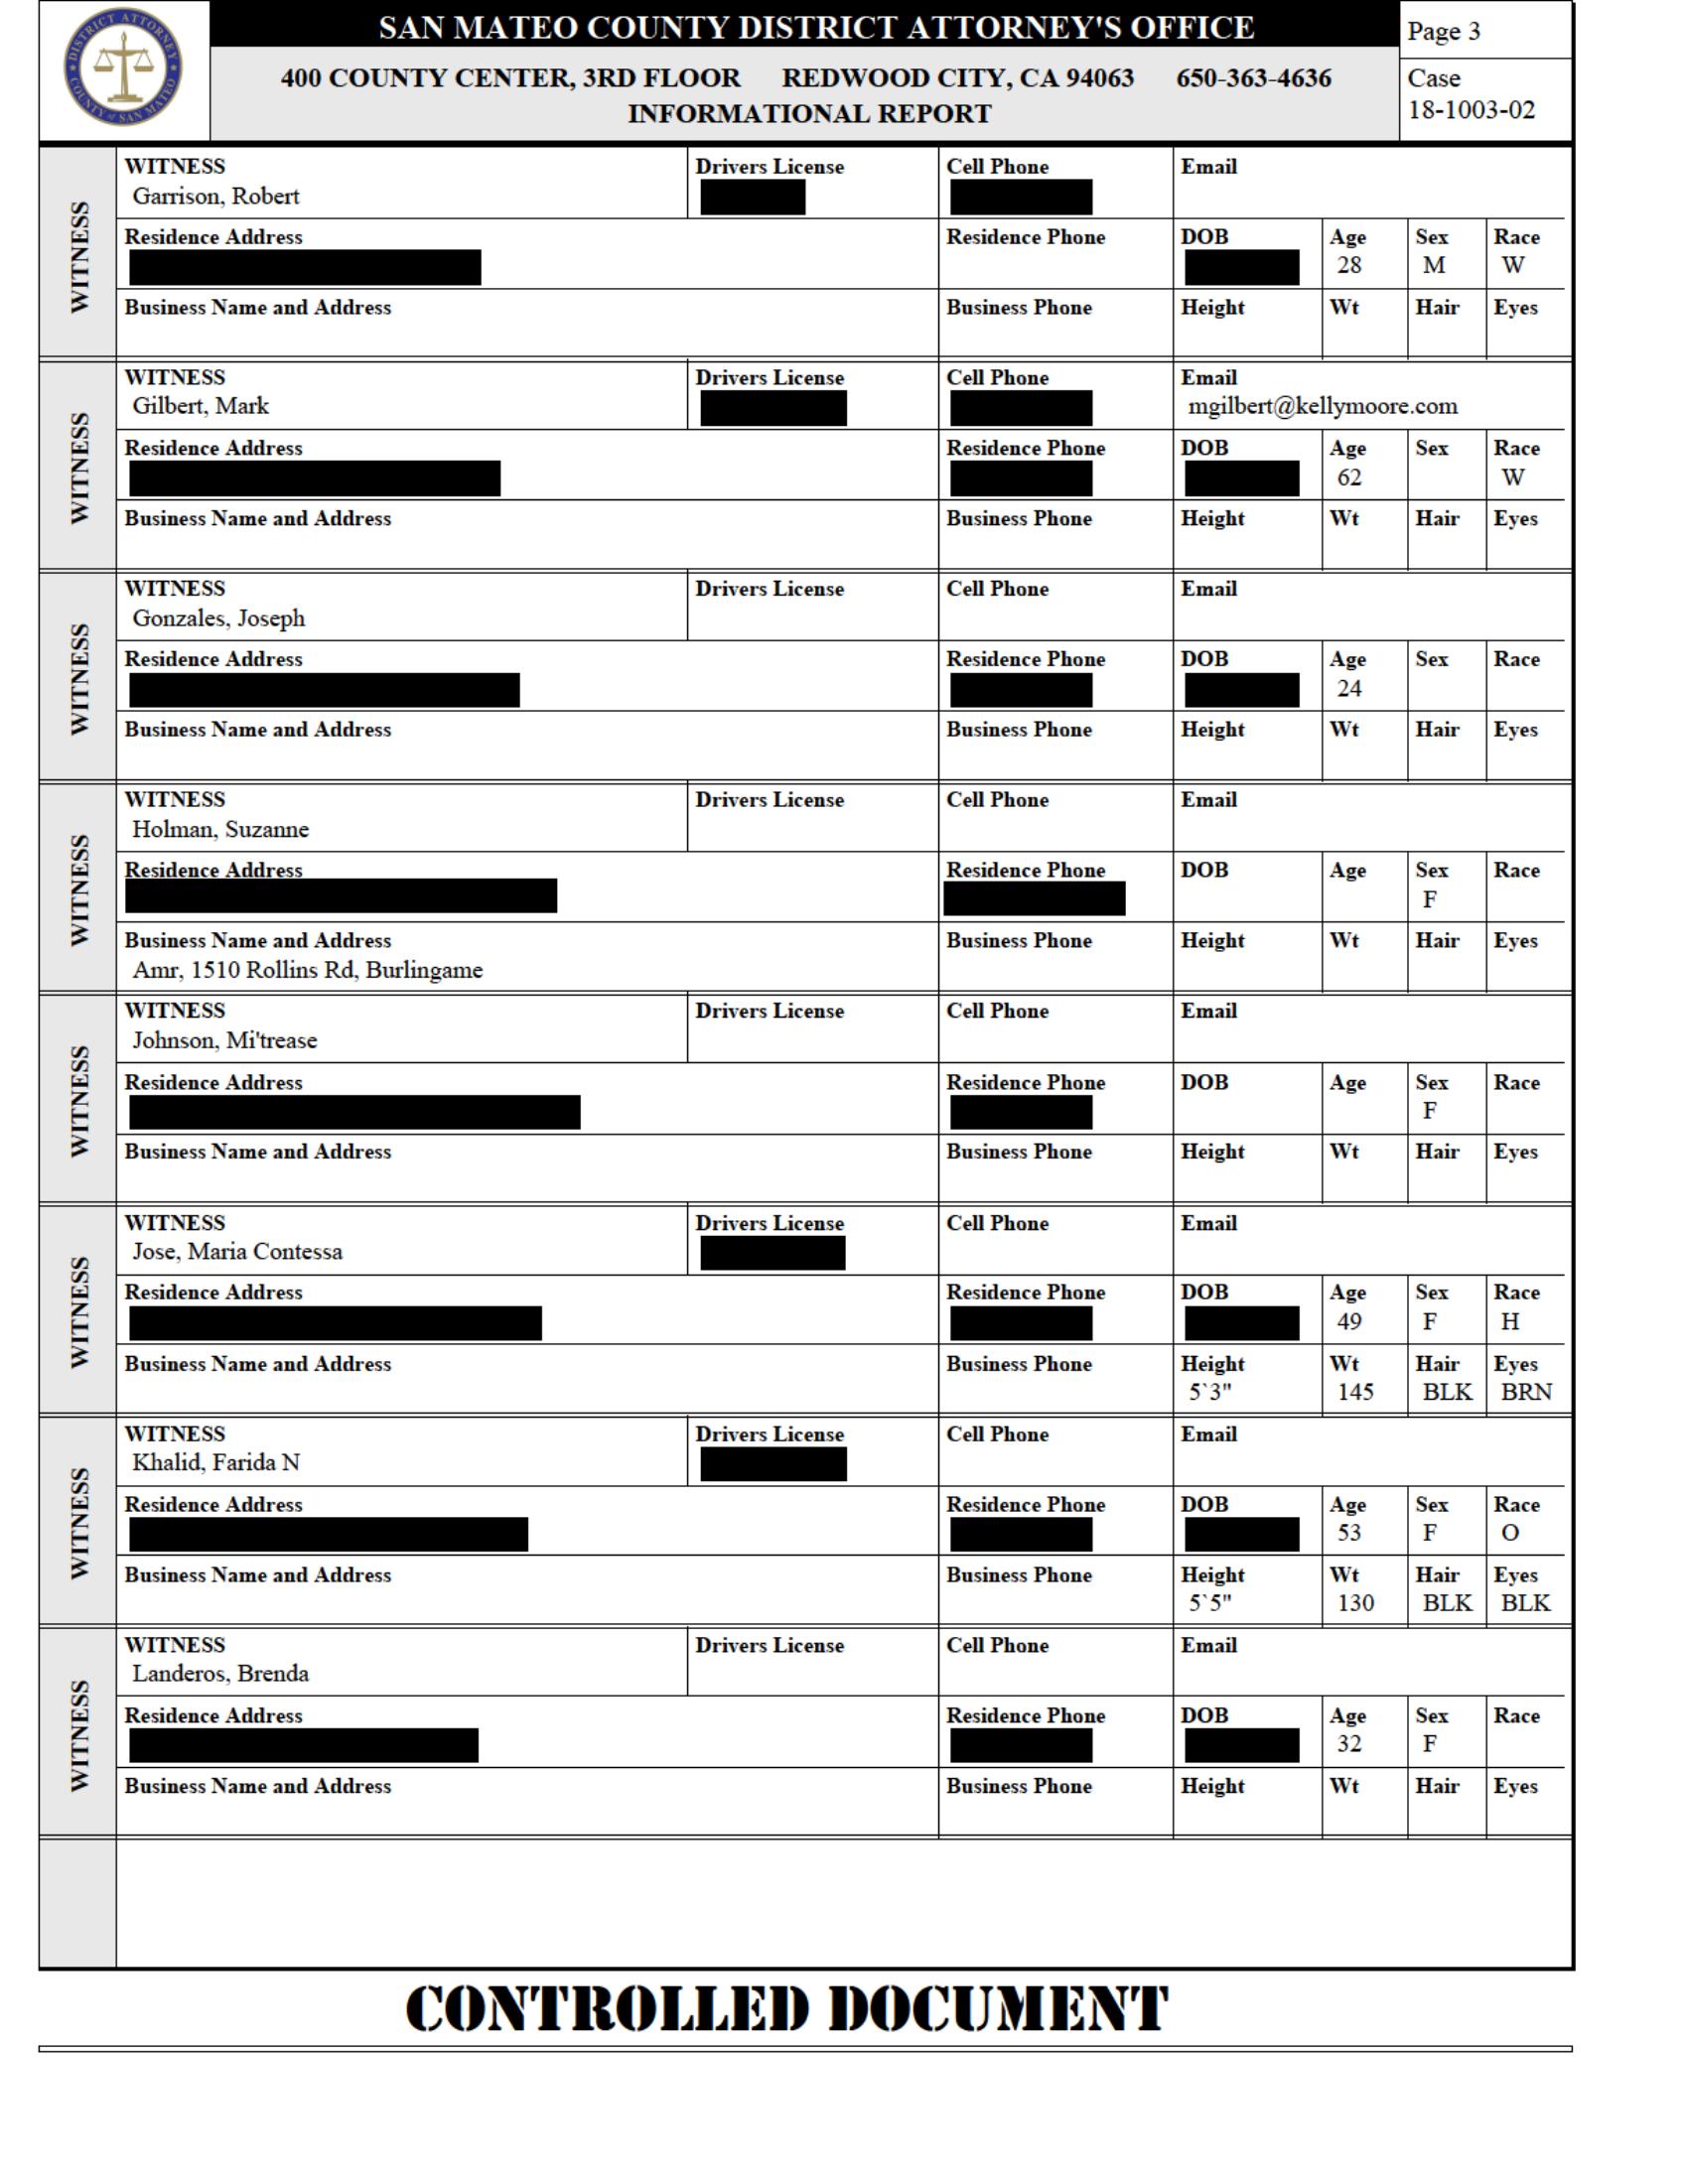 DISTRICT ATTORNEY
COUNTY of SAN MATEO
SAN MATEO COUNTY DISTRICT ATTORNEY'S OFFICE
400 COUNTY CENTER, 3RD FLOOR REDWOOD CITY, CA 94063 650-363-4636
INFORMATIONAL REPORT
Page 3
Case
18-1003-02
WITNESS
WITNESS Drivers License Cell Phone Email
Garrison, Robert
Residence Address Residence Phone DOB Age Sex Race
28 M W
Business Name and Address Business Phone Height Wt Hair Eyes
WITNESS
WITNESS Drivers License Cell Phone Email
Gilbert, Mark mgilbert@kellymoore.com
Residence Address Residence Phone DOB Age Sex Race
62 W
Business Name and Address Business Phone Height Wt Hair Eyes
WITNESS
WITNESS Drivers License Cell Phone Email
Gonzales, Joseph
Residence Address Residence Phone DOB Age Sex Race
24
Business Name and Address Business Phone Height Wt Hair Eyes
WITNESS
WITNESS Drivers License Cell Phone Email
Holman, Suzanne
Residence Address Residence Phone DOB Age Sex Race
F
Business Name and Address Business Phone Height Wt Hair Eyes
Amr, 1510 Rollins Rd, Burlingame
WITNESS
WITNESS Drivers License Cell Phone Email
Johnson, Mi'trease
Residence Address Residence Phone DOB Age Sex Race
F
Business Name and Address Business Phone Height Wt Hair Eyes
WITNESS
WITNESS Drivers License Cell Phone Email
Jose, Maria Contessa
Residence Address Residence Phone DOB Age Sex Race
49 F H
Business Name and Address Business Phone Height Wt Hair Eyes
5`3" 145 BLK BRN
WITNESS
WITNESS Drivers License Cell Phone Email
Khalid, Farida N
Residence Address Residence Phone DOB Age Sex Race
53 F O
Business Name and Address Business Phone Height Wt Hair Eyes
5`5" 130 BLK BLK
WITNESS
WITNESS Drivers License Cell Phone Email
Landeros, Brenda
Residence Address Residence Phone DOB Age Sex Race
32 F
Business Name and Address Business Phone Height Wt Hair Eyes
CONTROLLED DOCUMENT